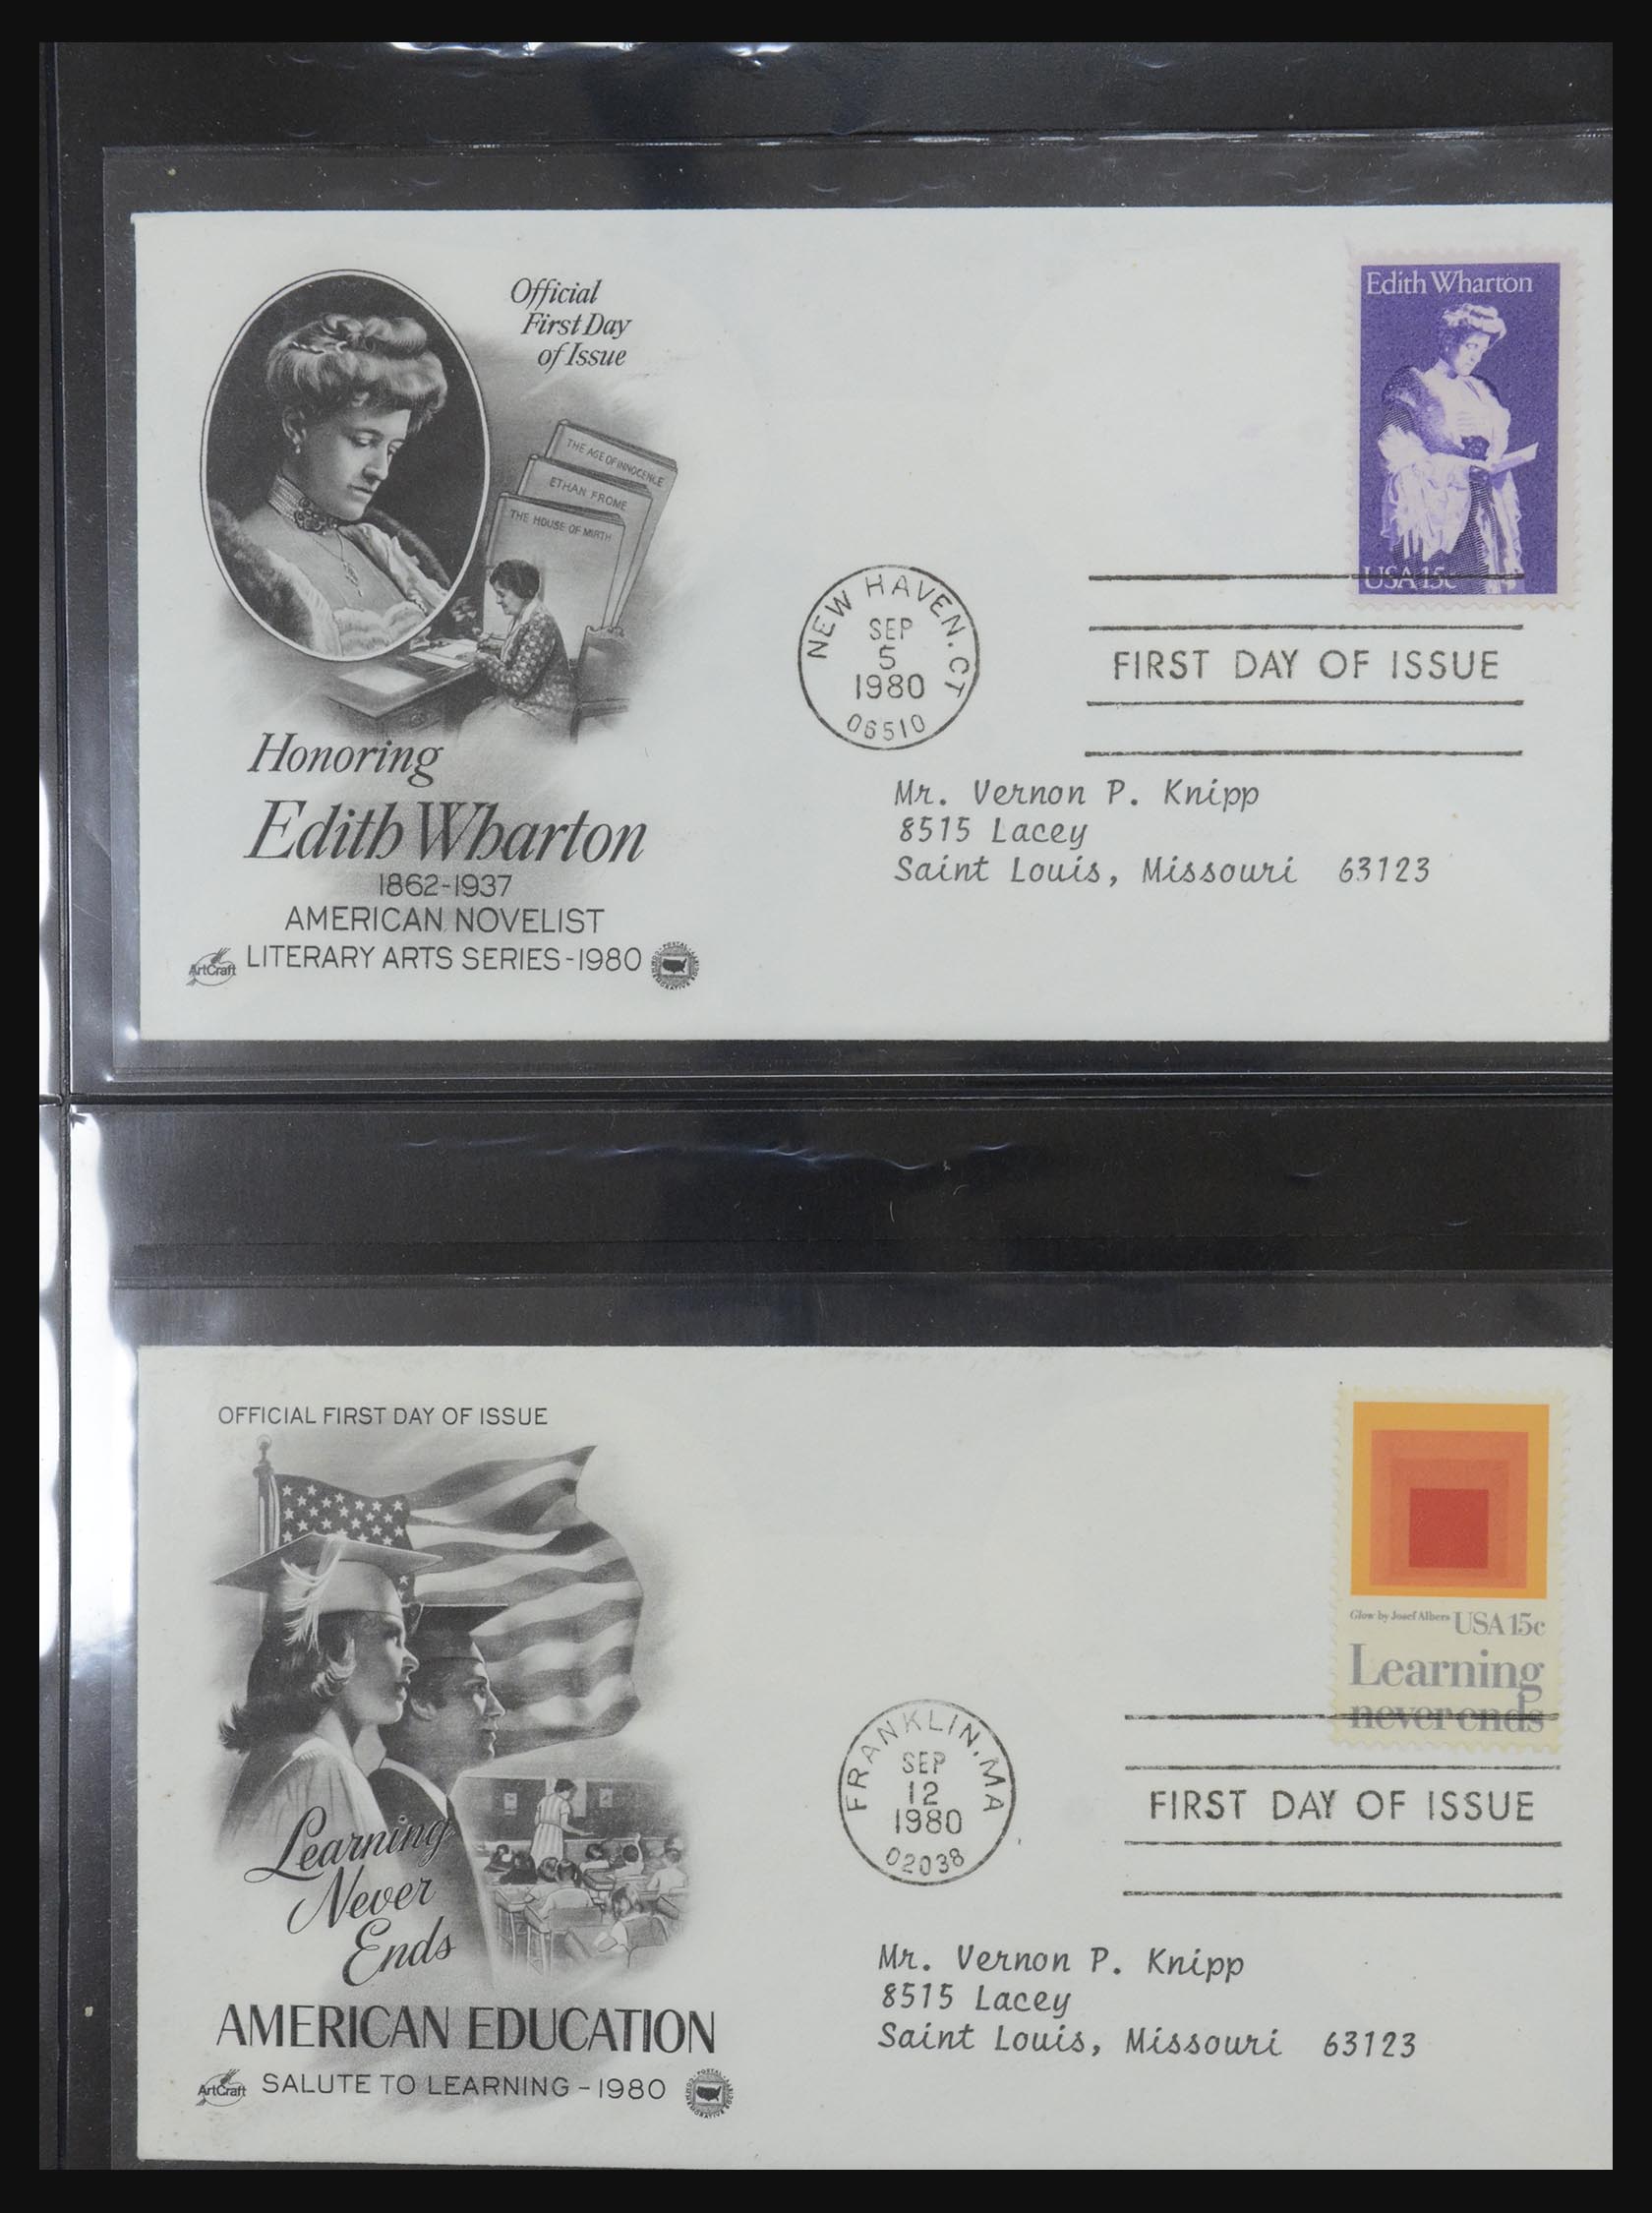 Official
First Day
of Issue
THE AGE OF INNOCENCE
ETHAN FROME
THE HOUSE OF MIRTH
Edith Wharton
USA 15c
NEW HAVEN, CT
SEP
5
1980
06510
FIRST DAY OF ISSUE
Honoring
Edith Wharton
1862-1937
AMERICAN NOVELIST
LITERARY ARTS SERIES-1980
ArtCraft
Mr. Vernon P. Knipp
8515 Lacey
Saint Louis, Missouri 63123
OFFICIAL FIRST DAY OF ISSUE
Glow by Josef Albers USA 15c
Learning
never ends
FRANKLIN, MA
SEP
12
1980
02038
FIRST DAY OF ISSUE
Learning
Never
Ends
AMERICAN EDUCATION
ArtCraft SALUTE TO LEARNING-1980
Mr. Vernon P. Knipp
8515 Lacey
Saint Louis, Missouri 63123